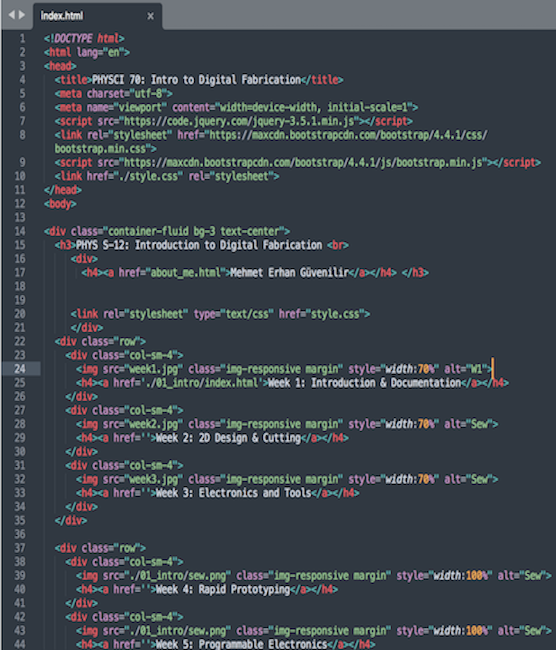 index.html
x
1 <!DOCTYPE html>
2 <html lang="en">
3 <head>
4 <title>PHYSCI 70: Intro to Digital Fabrication</title>
5 <meta charset="utf-8">
6 <meta name="viewport" content="width=device-width, initial-scale=1">
7 <script src="https://code.jquery.com/jquery-3.5.1.min.js"></script>
8 <link rel="stylesheet" href="https://maxcdn.bootstrapcdn.com/bootstrap/4.4.1/css/
bootstrap.min.css">
9 <script src="https://maxcdn.bootstrapcdn.com/bootstrap/4.4.1/js/bootstrap.min.js"></script>
10 <link href="./style.css" rel="stylesheet">
11 </head>
12 <body>
13
14 <div class="container-fluid bg-3 text-center">
15 <h3>PHYS S-12: Introduction to Digital Fabrication <br>
16 <div>
17 <h4><a href="about_me.html">Mehmet Erhan Güvenilir</a></h4> </h3>
18
19
20 <link rel="stylesheet" type="text/css" href="style.css">
21 </div>
22 <div class="row">
23 <div class="col-sm-4">
24 <img src="week1.jpg" class="img-responsive margin" style="width:70%" alt="W1">
25 <h4><a href='./01_intro/index.html'>Week 1: Introduction & Documentation</a></h4>
26 </div>
27 <div class="col-sm-4">
28 <img src="week2.jpg" class="img-responsive margin" style="width:70%" alt="Sew">
29 <h4><a href=''>Week 2: 2D Design & Cutting</a></h4>
30 </div>
31 <div class="col-sm-4">
32 <img src="week3.jpg" class="img-responsive margin" style="width:70%" alt="Sew">
33 <h4><a href=''>Week 3: Electronics and Tools</a></h4>
34 </div>
35 </div>
36
37 <div class="row">
38 <div class="col-sm-4">
39 <img src="./01_intro/sew.png" class="img-responsive margin" style="width:100%" alt="Sew">
40 <h4><a href=''>Week 4: Rapid Prototyping</a></h4>
41 </div>
42 <div class="col-sm-4">
43 <img src="./01_intro/sew.png" class="img-responsive margin" style="width:100%" alt="Sew">
44 <h4><a href=''>Week 5: Programmable Electronics</a></h4>